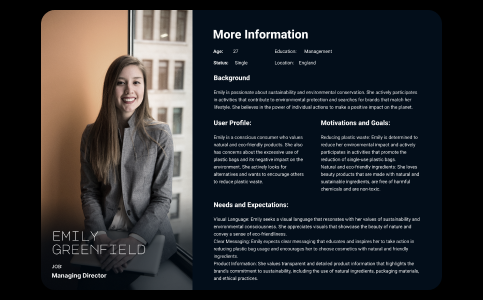 More Information
Age: 27 Education: Management
Status: Single Location: England
Background
Emily is passionate about sustainability and environmental conservation. She actively participates
in activities that contribute to environmental protection and searches for brands that match her
lifestyle. She believes in the power of individual actions to make a positive impact on the planet.
User Profile:
Emily is a conscious consumer who values
natural and eco-friendly products. She also
has concerns about the excessive use of
plastic bags and its negative impact on the
environment. She actively looks for
alternatives and wants to encourage others
to reduce plastic waste.
Motivations and Goals:
Reducing plastic waste: Emily is determined to
reduce her environmental impact and actively
participates in activities that promote the
reduction of single-use plastic bags.
Natural and eco-friendly ingredients: She loves
beauty products that are made with natural and
sustainable ingredients, are free of harmful
chemicals and are non-toxic.
Needs and Expectations:
Visual Language: Emily seeks a visual language that resonates with her values of sustainability and
environmental consciousness. She appreciates visuals that showcase the beauty of nature and
convey a sense of eco-friendliness.
Clear Messaging: Emily expects clear messaging that educates and inspires her to take action in
reducing plastic bag usage and encourages her to choose cosmetics with natural and friendly
ingredients.
Product Information: She values transparent and detailed product information that highlights the
brand's commitment to sustainability, including the use of natural ingredients, packaging materials,
and ethical practices.
EMILY
GREENFIELD
JOB:
Managing Director